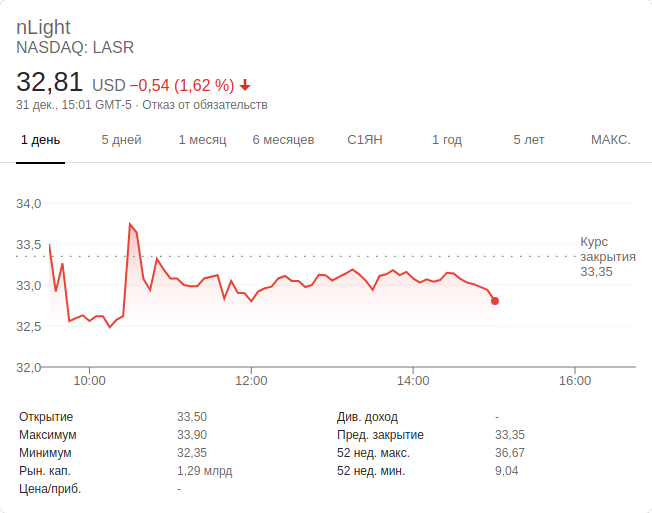 nLight
NASDAQ: LASR
32,81 USD −0,54 (1,62 %)
31 дек., 15:01 GMT-5 · Отказ от обязательств
1 день 5 дней 1 месяц 6 месяцев С1ЯН 1 год 5 лет МАКС.
34,0
33,5
33,0
32,5
32,0
Курс
закрытия
33,35
10:00 12:00 14:00 16:00
Открытие 33,50 Див. доход -
Максимум 33,90 Пред. закрытие 33,35
Минимум 32,35 52 нед. макс. 36,67
Рын. кап. 1,29 млрд 52 нед. мин. 9,04
Цена/приб. -